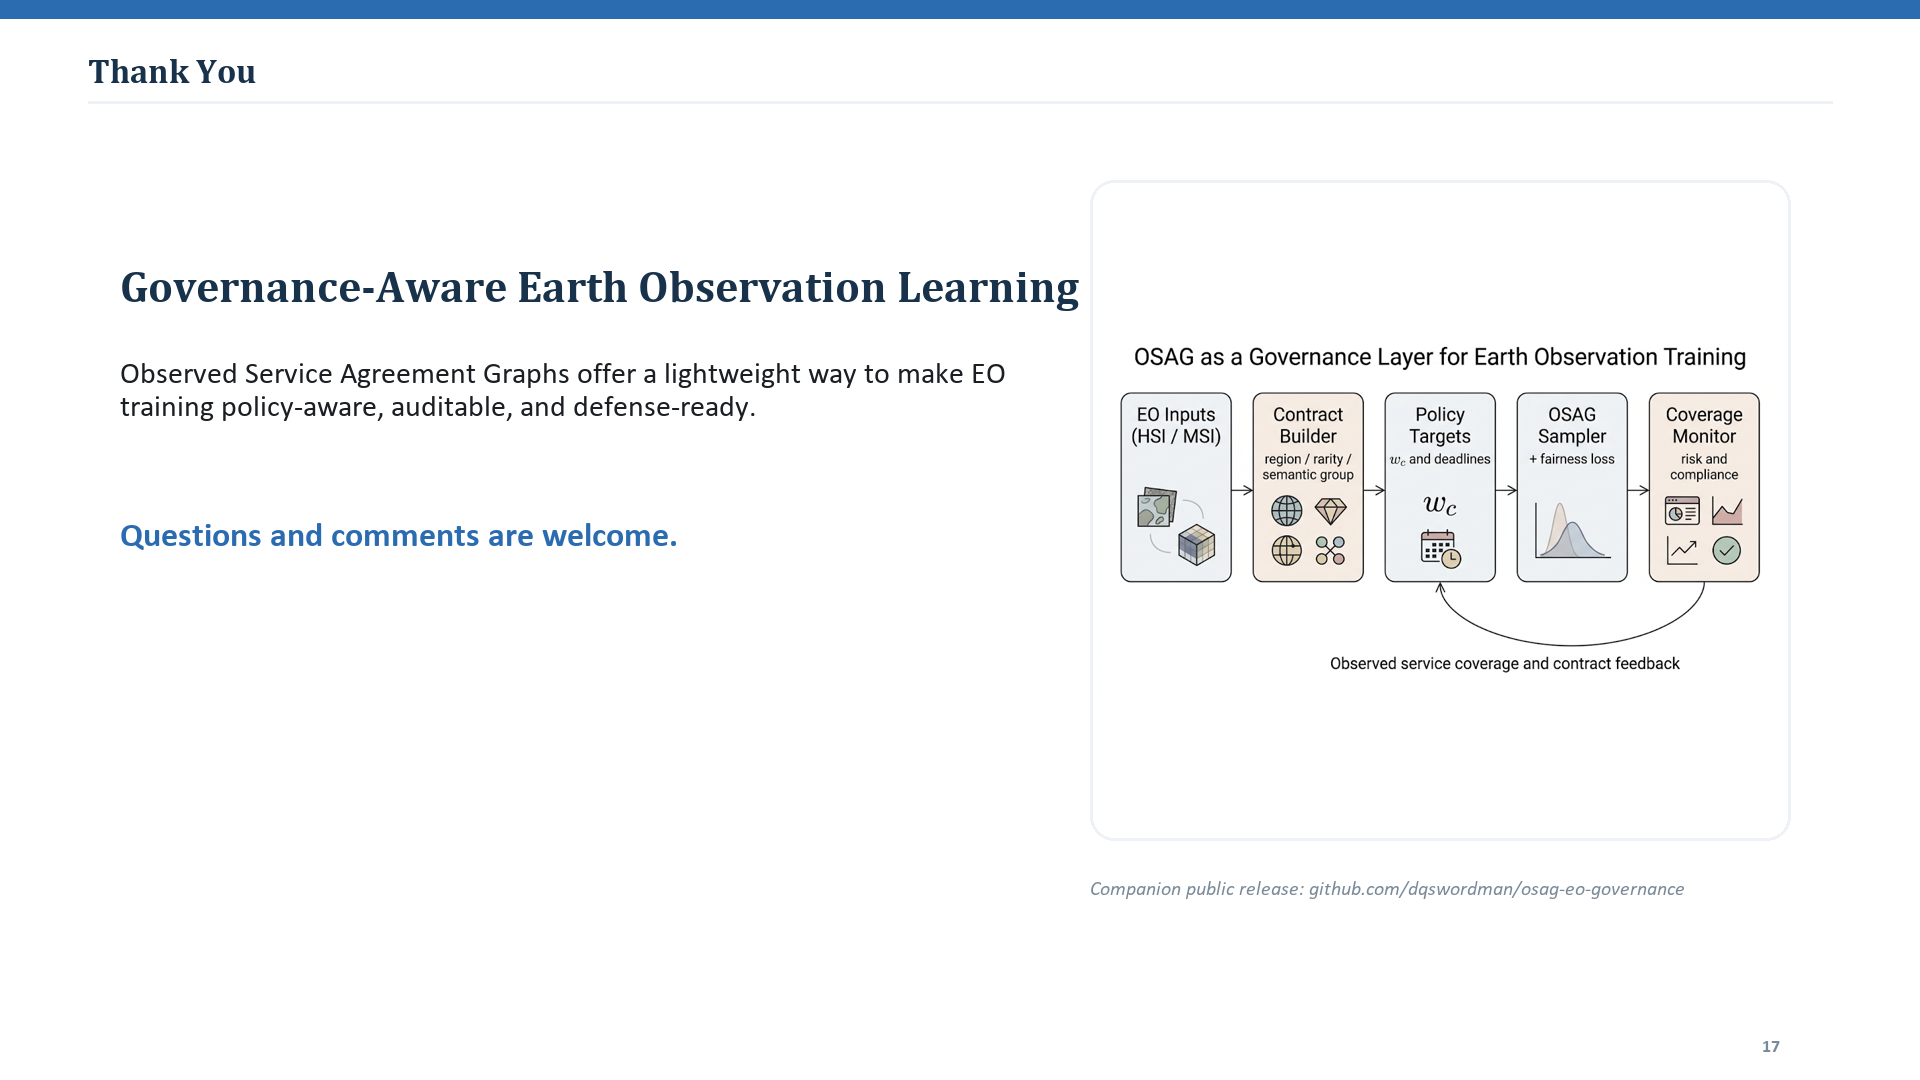 Thank You
Governance-Aware Earth Observation Learning
Observed Service Agreement Graphs offer a lightweight way to make EO
training policy-aware, auditable, and defense-ready.
Questions and comments are welcome.
OSAG as a Governance Layer for Earth Observation Training
EO Inputs
(HSI / MSI)
Contract
Builder
region / rarity /
semantic group
Policy
Targets
w_c and deadlines
w_c
OSAG
Sampler
+ fairness loss
Coverage
Monitor
risk and
compliance
Observed service coverage and contract feedback
Companion public release: github.com/dqswordman/osag-eo-governance
17